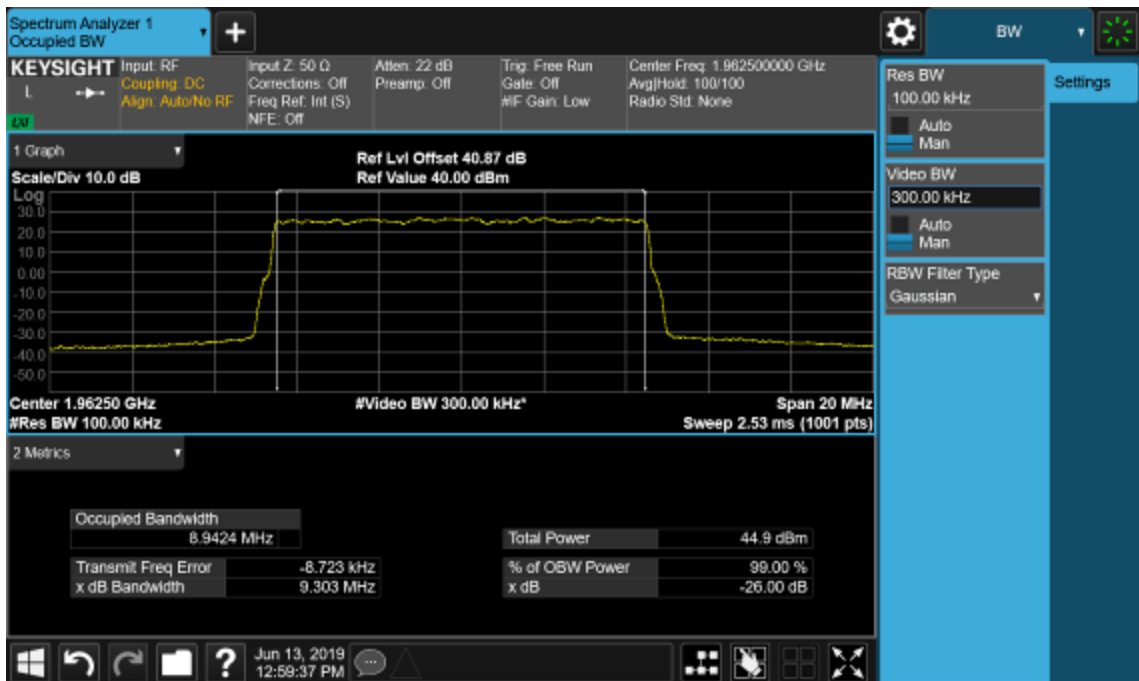 Spectrum Analyzer 1
Occupied BW
+
BW
KEYSIGHT
L
LXI
Input: RF
Coupling: DC
Align: Auto/No RF
Input Z: 50 Ω
Corrections: Off
Freq Ref: Int (S)
NFE: Off
Atten: 22 dB
Preamp: Off
Trig: Free Run
Gate: Off
#IF Gain: Low
Center Freq: 1.962500000 GHz
Avg|Hold: 100/100
Radio Std: None
Res BW
100.00 kHz
Auto
Man
Video BW
300.00 kHz
Auto
Man
RBW Filter Type
Gaussian
Settings
1 Graph
Scale/Div 10.0 dB
Ref Lvl Offset 40.87 dB
Ref Value 40.00 dBm
Log
30.0
20.0
10.0
0.00
-10.0
-20.0
-30.0
-40.0
-50.0
Center 1.96250 GHz
#Res BW 100.00 kHz
#Video BW 300.00 kHz*
Span 20 MHz
Sweep 2.53 ms (1001 pts)
2 Metrics
Occupied Bandwidth
8.9424 MHz
Transmit Freq Error -8.723 kHz
x dB Bandwidth 9.303 MHz
Total Power 44.9 dBm
% of OBW Power 99.00 %
x dB -26.00 dB
?
Jun 13, 2019
12:59:37 PM